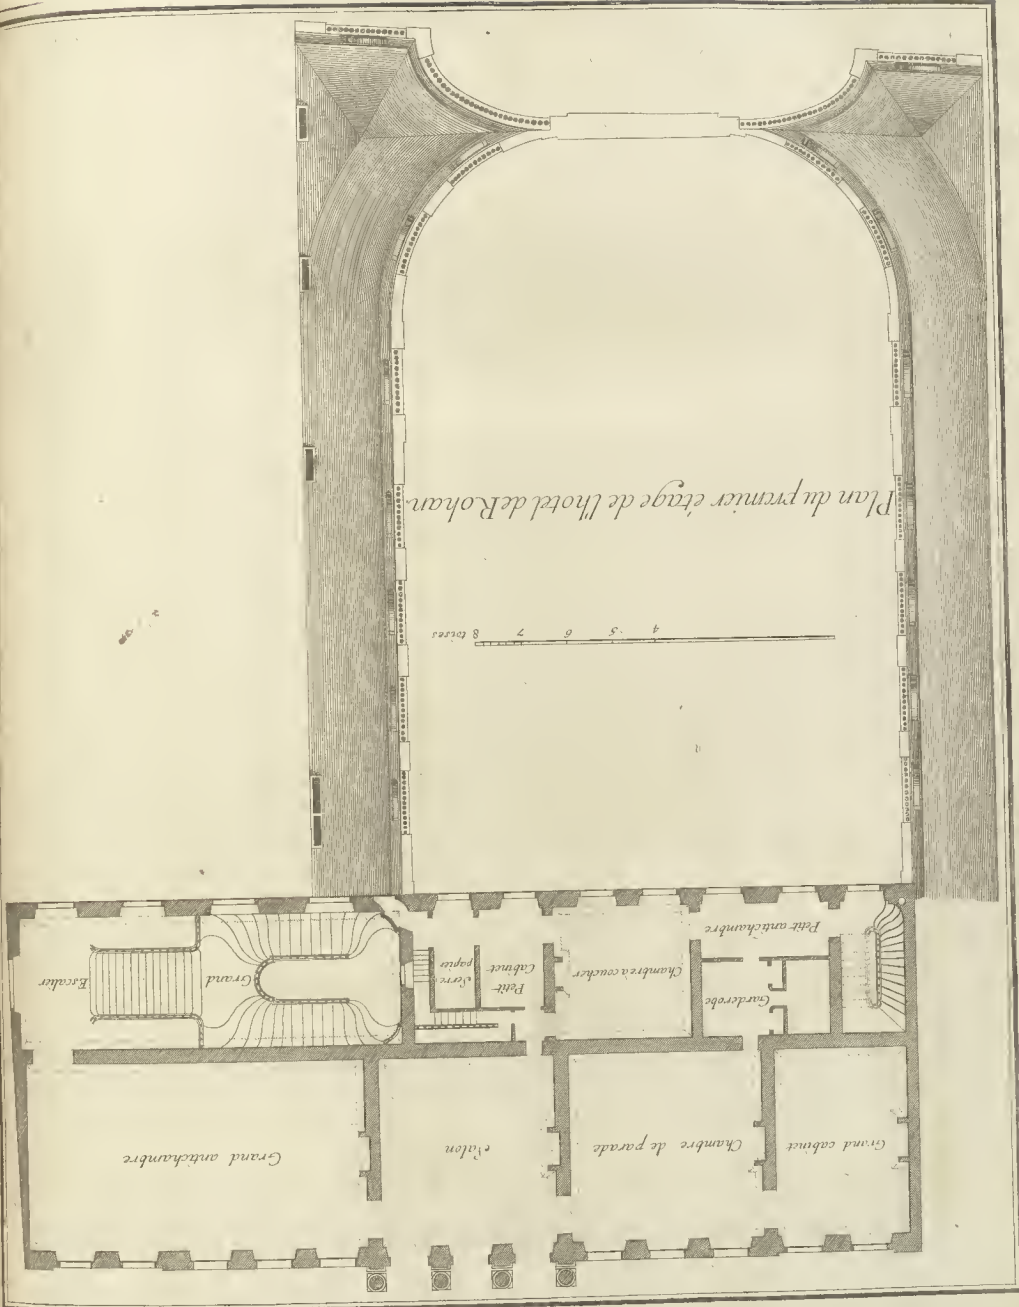 Grand cabinet
Chambre de parade
Salon
Grand antichambre
Garderobe
Chambre à coucher
Petit
Cabinet
Serre
papier
Grand
Escalier
Petit antichambre
4 5 6 7 8 toises
Plan du premier étage de l'hotel de Rohan.